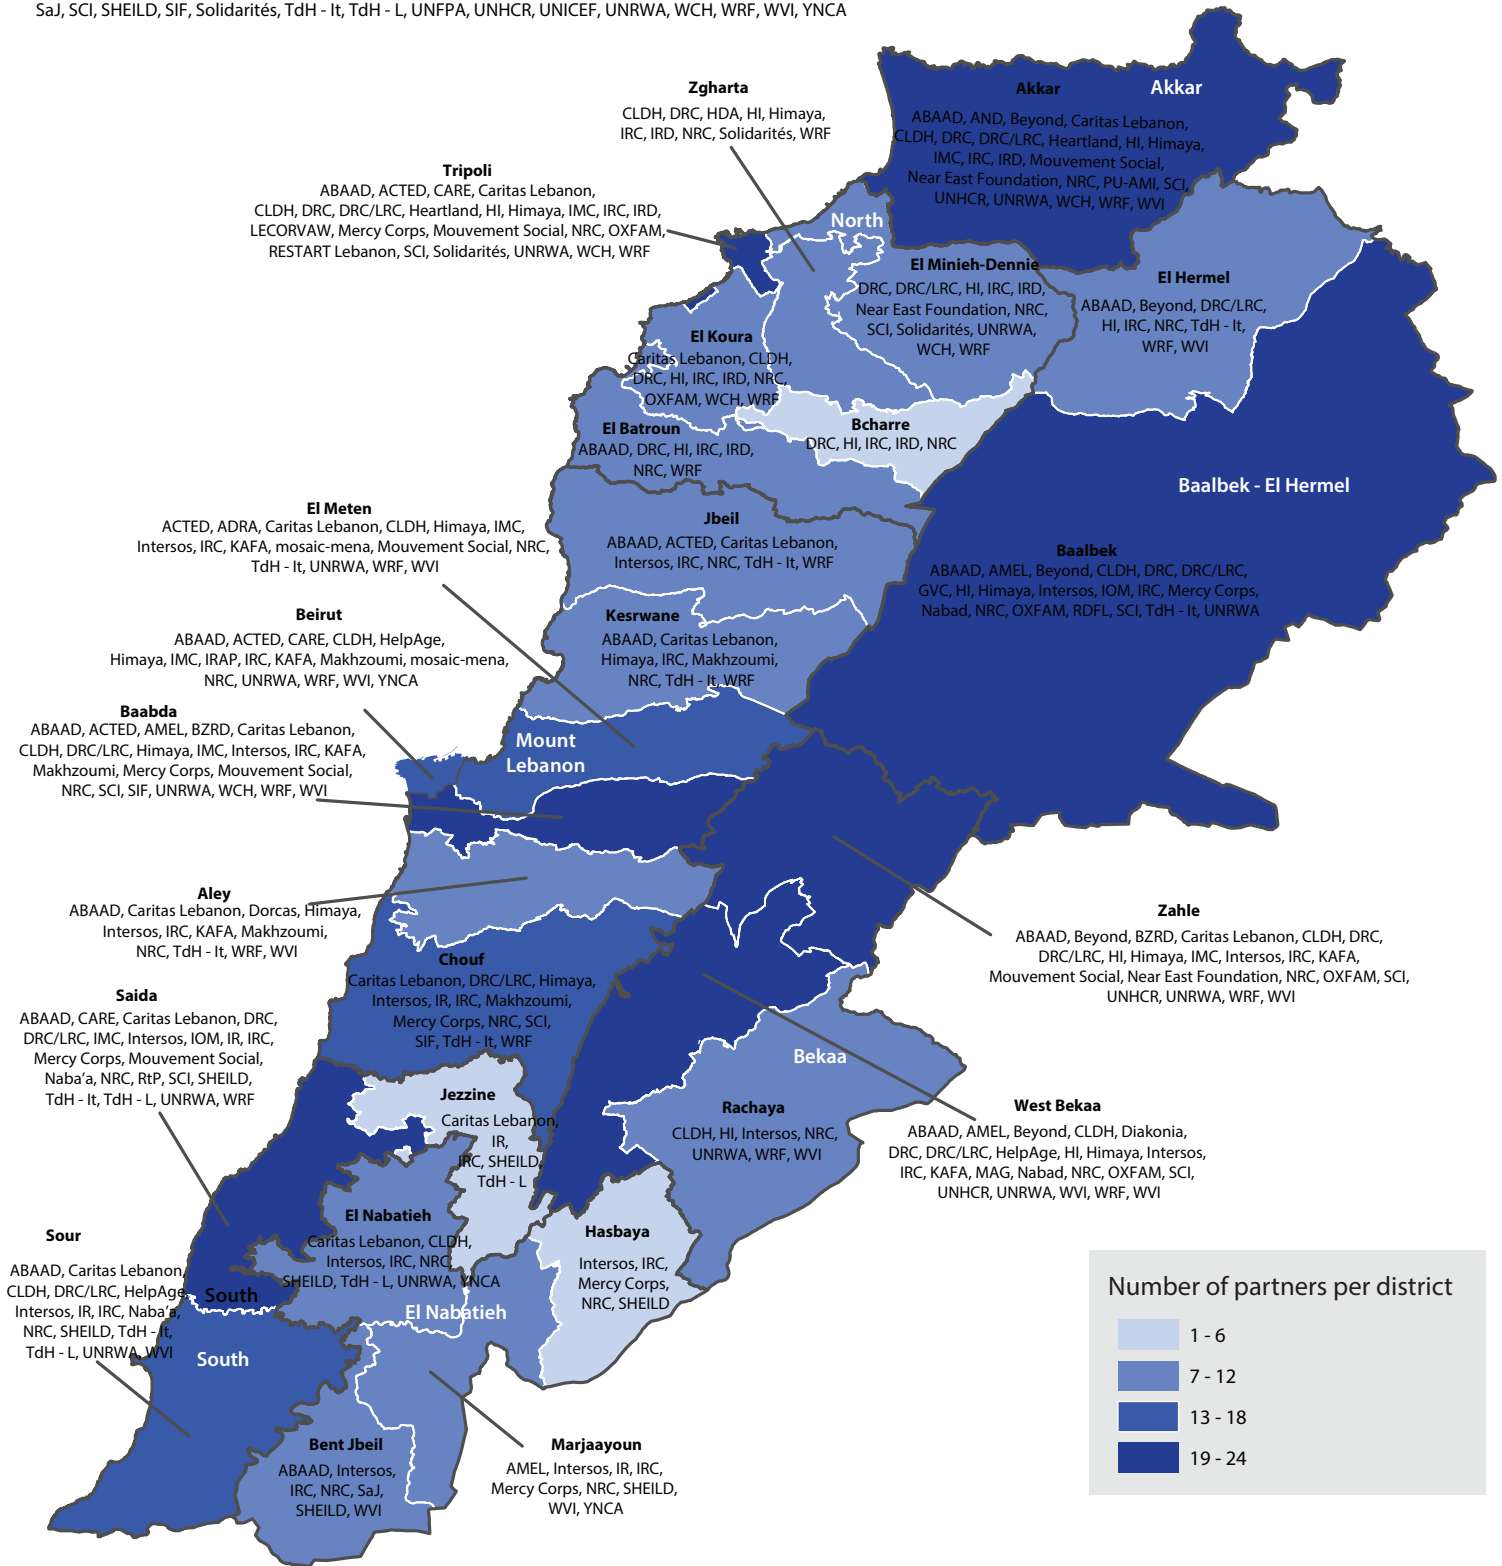 SaJ, SCI, SHEILD, SIF, Solidarités, TdH - It, TdH - L, UNFPA, UNHCR, UNICEF, UNRWA, WCH, WRF, WVI, YNCA
Zgharta
CLDH, DRC, HDA, HI, Himaya,
IRC, IRD, NRC, Solidarités, WRF
Akkar
Akkar
ABAAD, AND, Beyond, Caritas Lebanon,
CLDH, DRC, DRC/LRC, Heartland, HI, Himaya,
IMC, IRC, IRD, Mouvement Social,
Near East Foundation, NRC, PU-AMI, SCI,
UNHCR, UNRWA, WCH, WRF, WVI
Tripoli
ABAAD, ACTED, CARE, Caritas Lebanon,
CLDH, DRC, DRC/LRC, Heartland, HI, Himaya, IMC, IRC, IRD,
LECORVAW, Mercy Corps, Mouvement Social, NRC, OXFAM,
RESTART Lebanon, SCI, Solidarités, UNRWA, WCH, WRF
North
El Minieh-Dennie
DRC, DRC/LRC, HI, IRC, IRD,
Near East Foundation, NRC,
SCI, Solidarités, UNRWA,
WCH, WRF
El Hermel
ABAAD, Beyond, DRC/LRC,
HI, IRC, NRC, TdH - It,
WRF, WVI
El Koura
Caritas Lebanon, CLDH,
DRC, HI, IRC, IRD, NRC,
OXFAM, WCH, WRF
Bcharre
DRC, HI, IRC, IRD, NRC
El Batroun
ABAAD, DRC, HI, IRC, IRD,
NRC, WRF
Baalbek - El Hermel
El Meten
ACTED, ADRA, Caritas Lebanon, CLDH, Himaya, IMC,
Intersos, IRC, KAFA, mosaic-mena, Mouvement Social, NRC,
TdH - It, UNRWA, WRF, WVI
Jbeil
ABAAD, ACTED, Caritas Lebanon,
Intersos, IRC, NRC, TdH - It, WRF
Baalbek
ABAAD, AMEL, Beyond, CLDH, DRC, DRC/LRC,
GVC, HI, Himaya, Intersos, IOM, IRC, Mercy Corps,
Nabad, NRC, OXFAM, RDFL, SCI, TdH - It, UNRWA
Beirut
ABAAD, ACTED, CARE, CLDH, HelpAge,
Himaya, IMC, IRAP, IRC, KAFA, Makhzoumi, mosaic-mena,
NRC, UNRWA, WRF, WVI, YNCA
Kesrwane
ABAAD, Caritas Lebanon,
Himaya, IRC, Makhzoumi,
NRC, TdH - It, WRF
Baabda
ABAAD, ACTED, AMEL, BZRD, Caritas Lebanon,
CLDH, DRC/LRC, Himaya, IMC, Intersos, IRC, KAFA,
Makhzoumi, Mercy Corps, Mouvement Social,
NRC, SCI, SIF, UNRWA, WCH, WRF, WVI
Mount
Lebanon
Aley
ABAAD, Caritas Lebanon, Dorcas, Himaya,
Intersos, IRC, KAFA, Makhzoumi,
NRC, TdH - It, WRF, WVI
Zahle
ABAAD, Beyond, BZRD, Caritas Lebanon, CLDH, DRC,
DRC/LRC, HI, Himaya, IMC, Intersos, IRC, KAFA,
Mouvement Social, Near East Foundation, NRC, OXFAM, SCI,
UNHCR, UNRWA, WRF, WVI
Chouf
Caritas Lebanon, DRC/LRC, Himaya,
Intersos, IR, IRC, Makhzoumi,
Mercy Corps, NRC, SCI,
SIF, TdH - It, WRF
Saida
ABAAD, CARE, Caritas Lebanon, DRC,
DRC/LRC, IMC, Intersos, IOM, IR, IRC,
Mercy Corps, Mouvement Social,
Naba'a, NRC, RtP, SCI, SHEILD,
TdH - It, TdH - L, UNRWA, WRF
Bekaa
Jezzine
Caritas Lebanon,
IR,
IRC, SHEILD,
TdH - L
Rachaya
CLDH, HI, Intersos, NRC,
UNRWA, WRF, WVI
West Bekaa
ABAAD, AMEL, Beyond, CLDH, Diakonia,
DRC, DRC/LRC, HelpAge, HI, Himaya, Intersos,
IRC, KAFA, MAG, Nabad, NRC, OXFAM, SCI,
UNHCR, UNRWA, WVI, WRF, WVI
El Nabatieh
Caritas Lebanon, CLDH,
Intersos, IRC, NRC,
SHEILD, TdH - L, UNRWA, YNCA
Hasbaya
Intersos, IRC,
Mercy Corps,
NRC, SHEILD
Sour
ABAAD, Caritas Lebanon,
CLDH, DRC/LRC, HelpAge,
Intersos, IR, IRC, Naba'a,
NRC, SHEILD, TdH - It,
TdH - L, UNRWA, WVI
South
El Nabatieh
South
Marjaayoun
AMEL, Intersos, IR, IRC,
Mercy Corps, NRC, SHEILD,
WVI, YNCA
Bent Jbeil
ABAAD, Intersos,
IRC, NRC, SaJ,
SHEILD, WVI
Number of partners per district
1 - 6
7 - 12
13 - 18
19 - 24